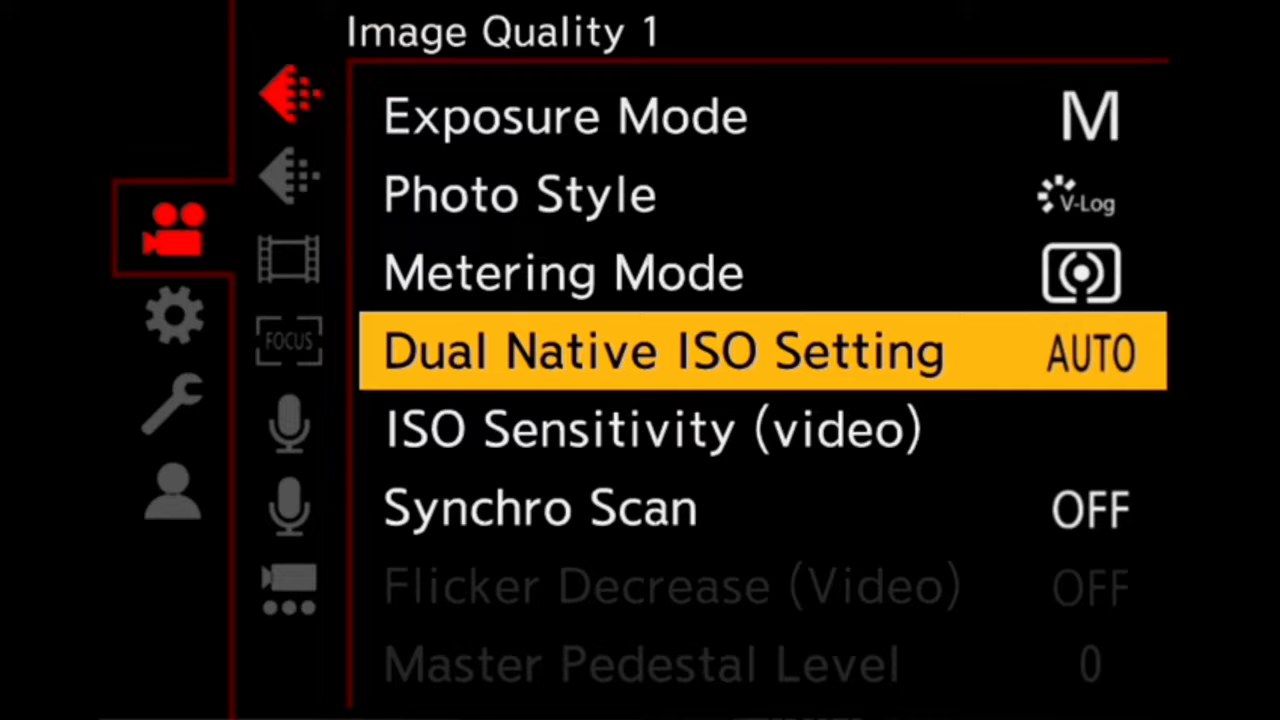 Image Quality 1
Exposure Mode M
Photo Style V-Log
Metering Mode
Dual Native ISO Setting AUTO
FOCUS
ISO Sensitivity (video)
Synchro Scan OFF
Flicker Decrease (Video) OFF
Master Pedestal Level 0